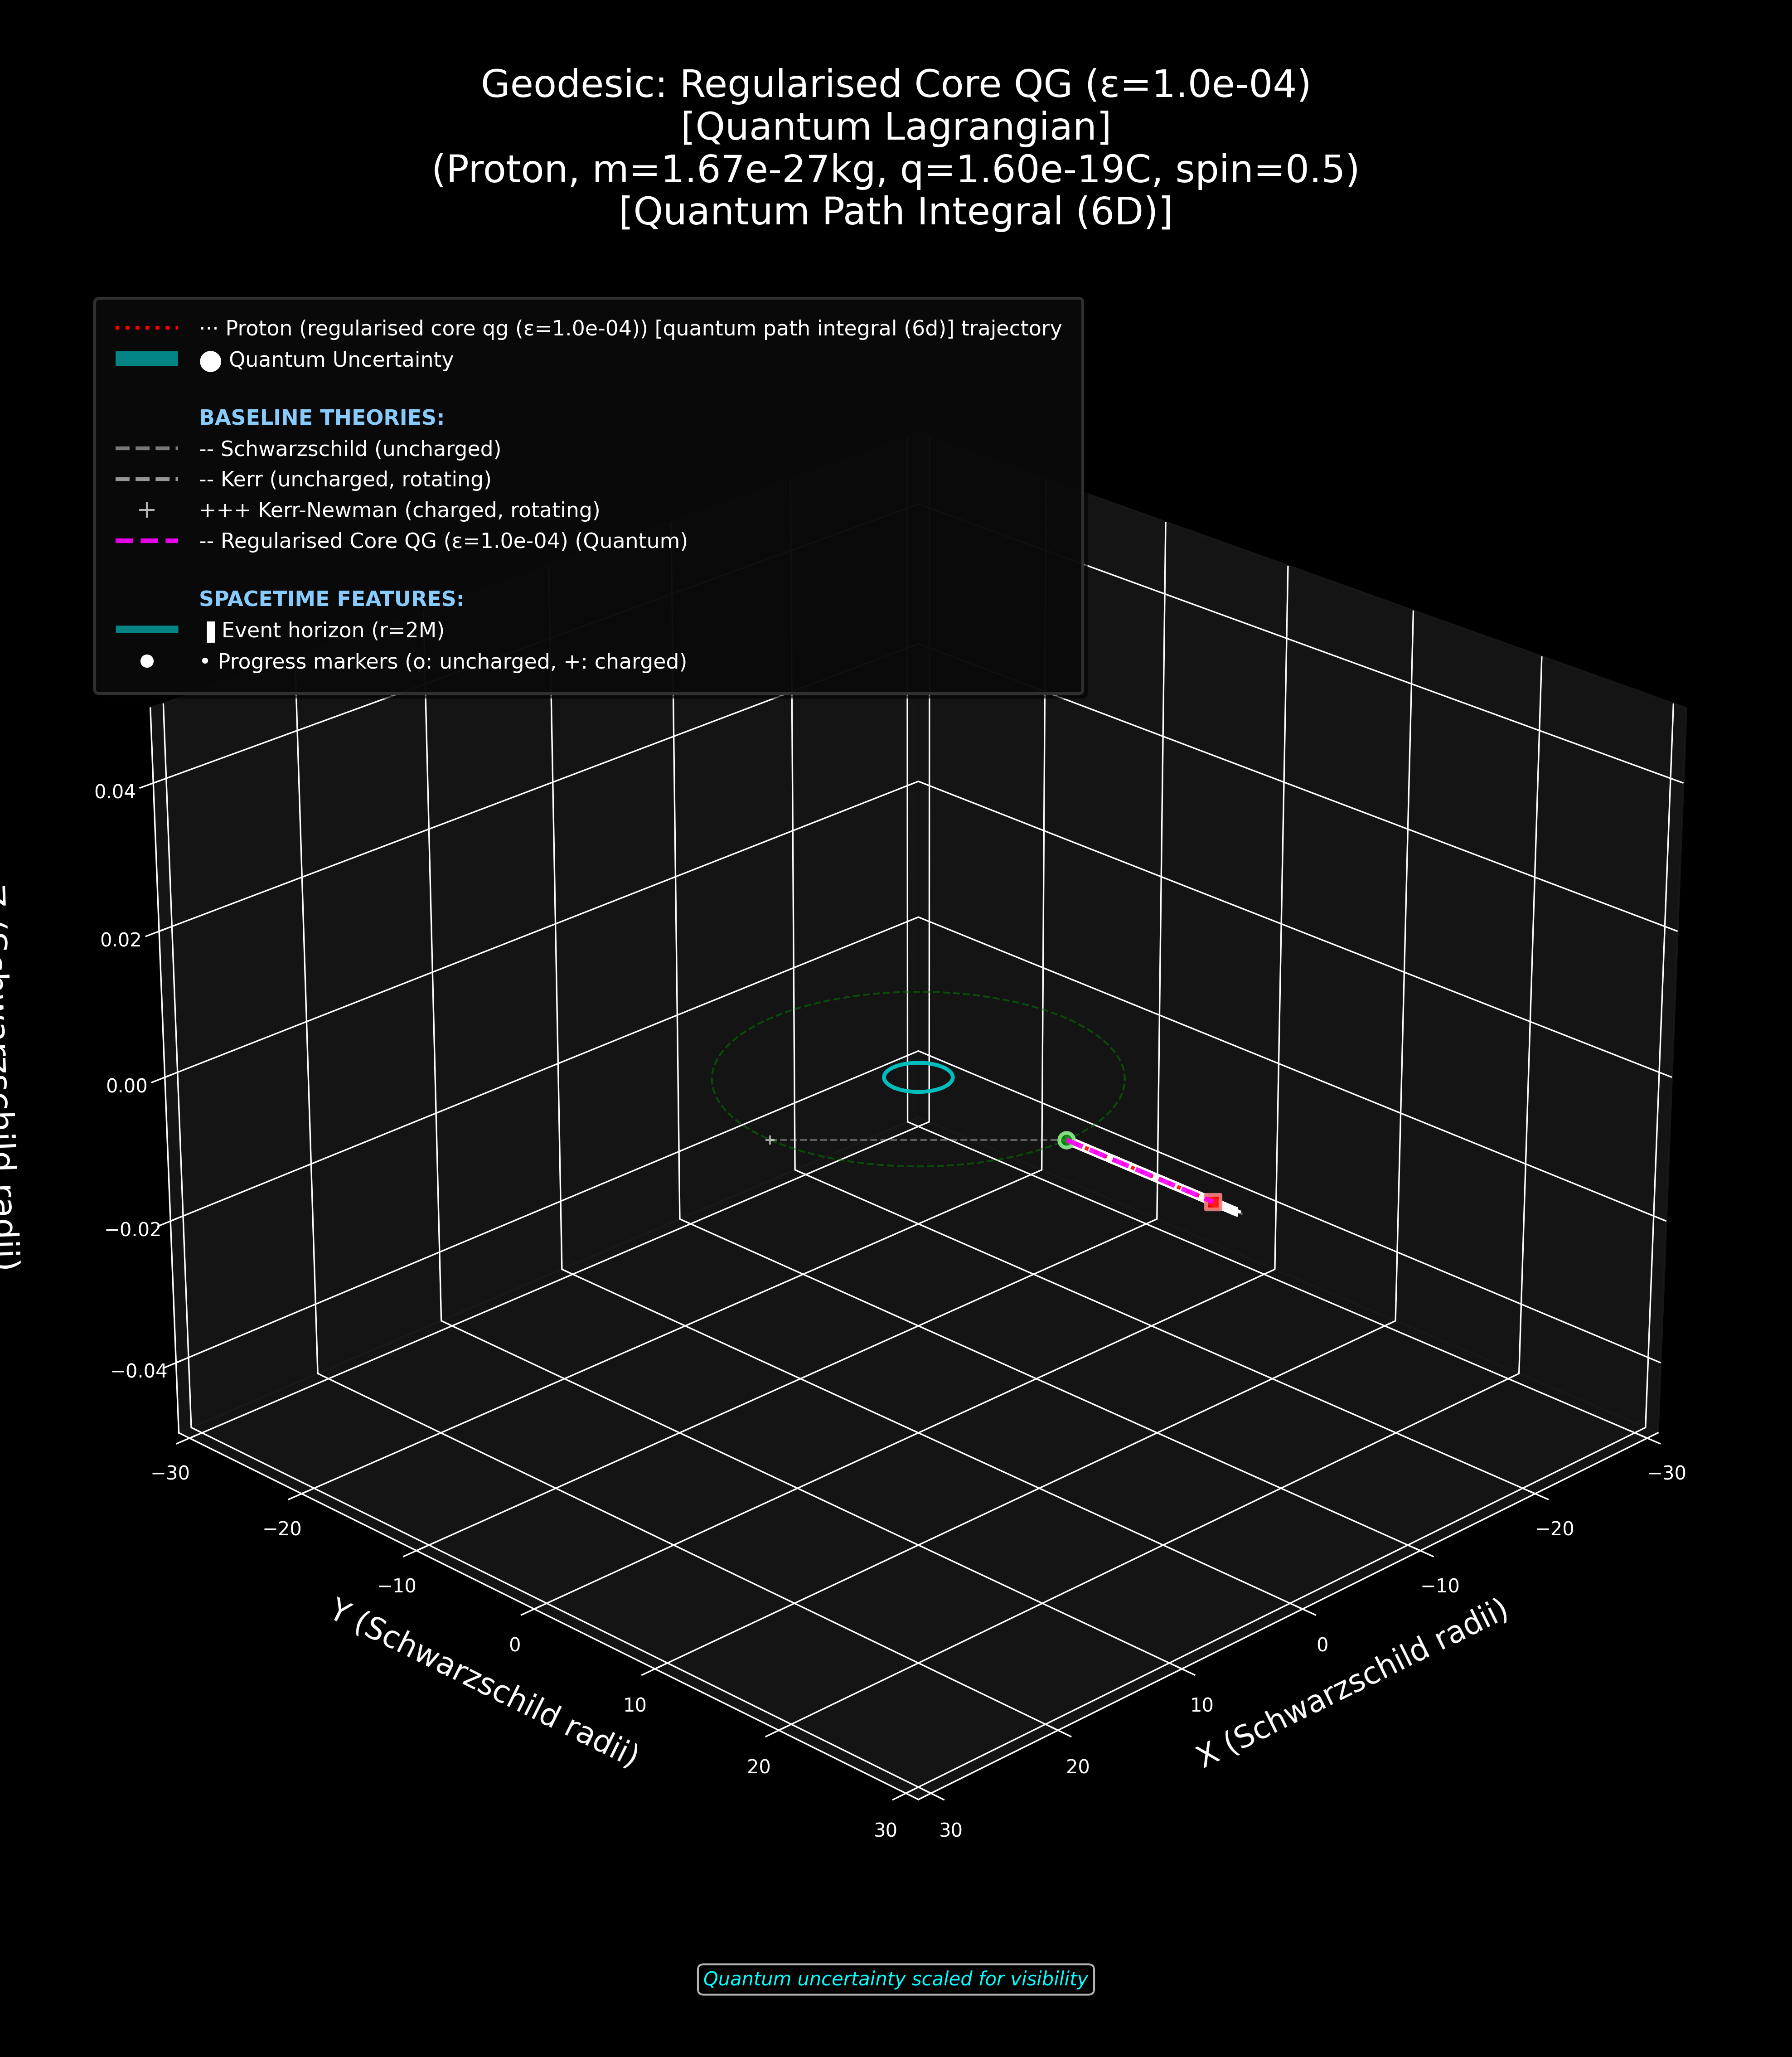 Geodesic: Regularised Core QG (ε=1.0e-04)
[Quantum Lagrangian]
(Proton, m=1.67e-27kg, q=1.60e-19C, spin=0.5)
[Quantum Path Integral (6D)]
··· Proton (regularised core qg (ε=1.0e-04)) [quantum path integral (6d)] trajectory
● Quantum Uncertainty
BASELINE THEORIES:
-- Schwarzschild (uncharged)
-- Kerr (uncharged, rotating)
+++ Kerr-Newman (charged, rotating)
-- Regularised Core QG (ε=1.0e-04) (Quantum)
SPACETIME FEATURES:
▌Event horizon (r=2M)
• Progress markers (o: uncharged, +: charged)
0.04
0.02
0.00
−0.02
−0.04
−30
−20
−10
0
10
20
30
Y (Schwarzschild radii)
30
20
10
0
−10
−20
−30
X (Schwarzschild radii)
Quantum uncertainty scaled for visibility